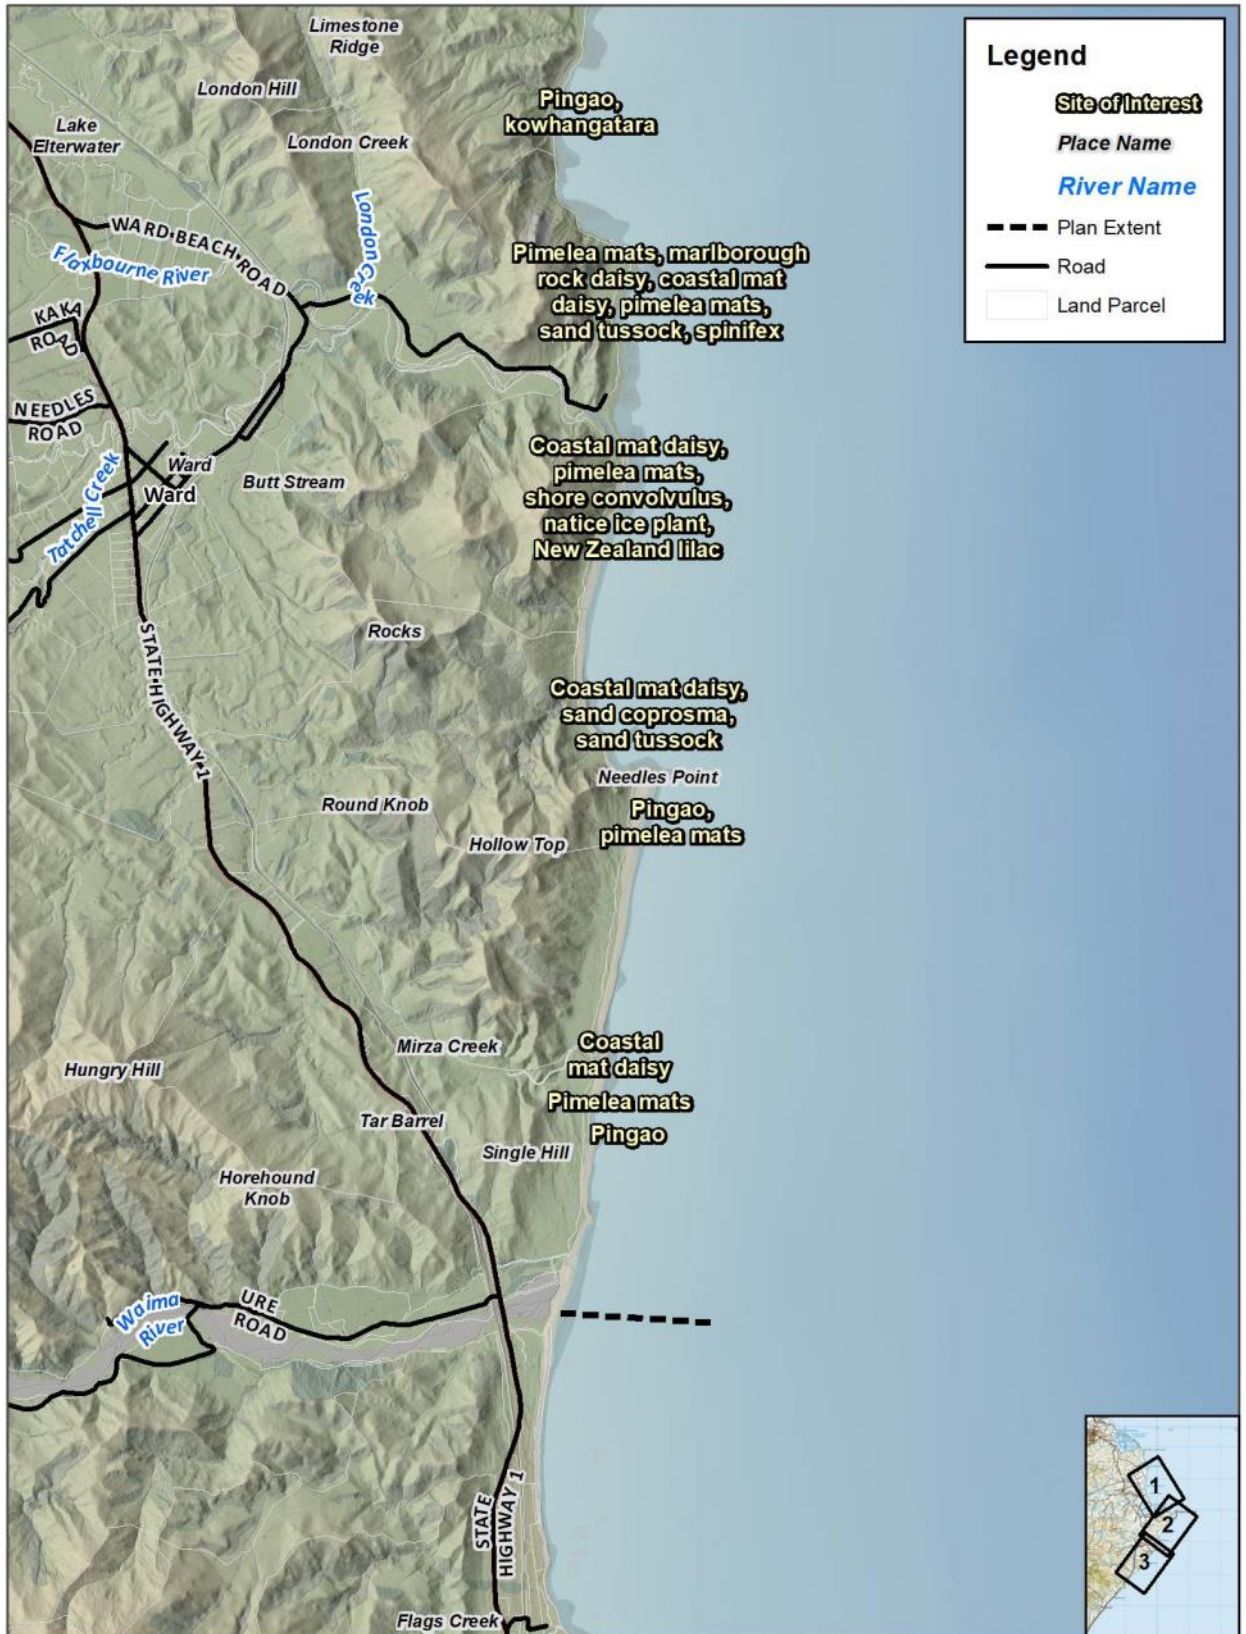 Limestone
Ridge
London Hill
Pingao,
kowhangatara
Lake
Elterwater
London Creek
London Creek
WARD BEACH ROAD
Flaxbourne River
Pimelea mats, marlborough
rock daisy, coastal mat
daisy, pimelea mats,
sand tussock, spinifex
KAKA
ROAD
NEEDLES
ROAD
Ward
Ward
Butt Stream
Tatchell Creek
Coastal mat daisy,
pimelea mats,
shore convolvulus,
natice ice plant,
New Zealand lilac
Rocks
STATE HIGHWAY 1
Coastal mat daisy,
sand coprosma,
sand tussock
Needles Point
Round Knob
Pingao,
pimelea mats
Hollow Top
Mirza Creek
Coastal
mat daisy
Hungry Hill
Pimelea mats
Tar Barrel
Pingao
Single Hill
Horehound
Knob
Waima
River
URE
ROAD
STATE
HIGHWAY 1
Flags Creek
Legend
Site of Interest
Place Name
River Name
Plan Extent
Road
Land Parcel
1
2
3